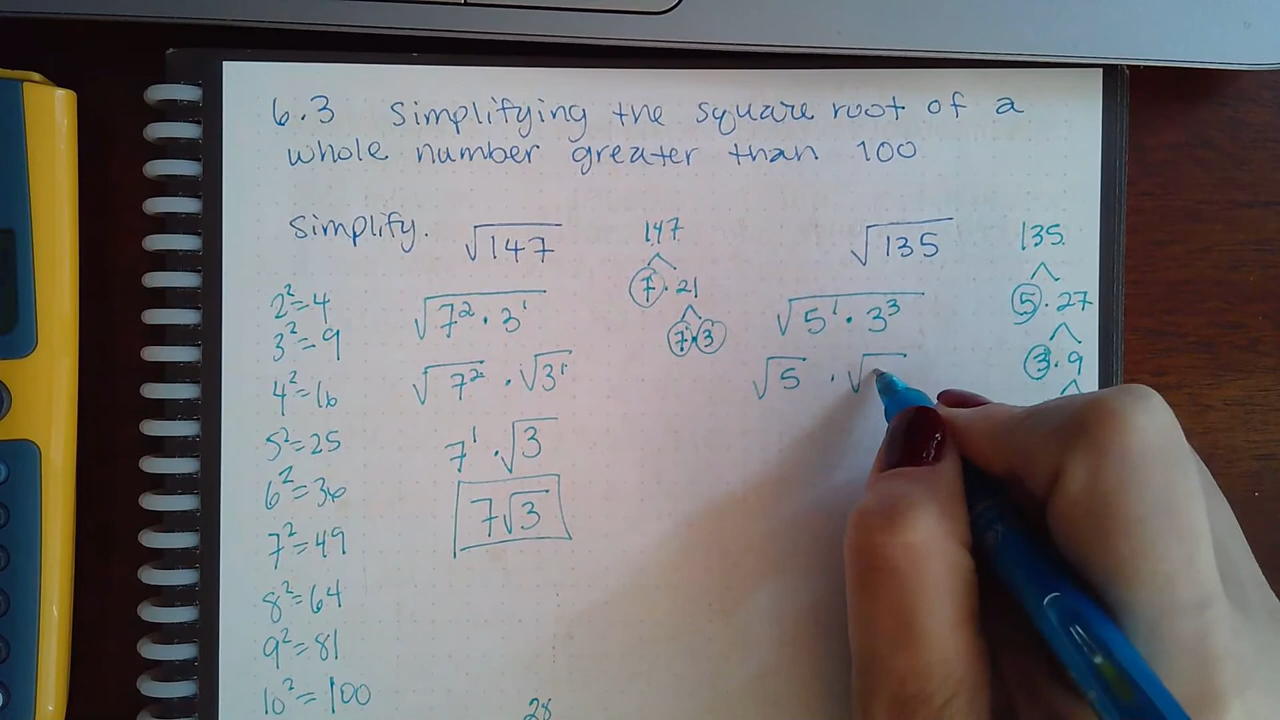 6.3 Simplifying the square root of a
whole number greater than 100
Simplify.
√147
147
7 · 21
7 · 3
√7² · 3¹
√7² · √3¹
7¹ · √3
7√3
√135
135
5 · 27
3 · 9
√5¹ · 3³
√5 · √
2²=4
3²=9
4²=16
5²=25
6²=36
7²=49
8²=64
9²=81
10²=100
28